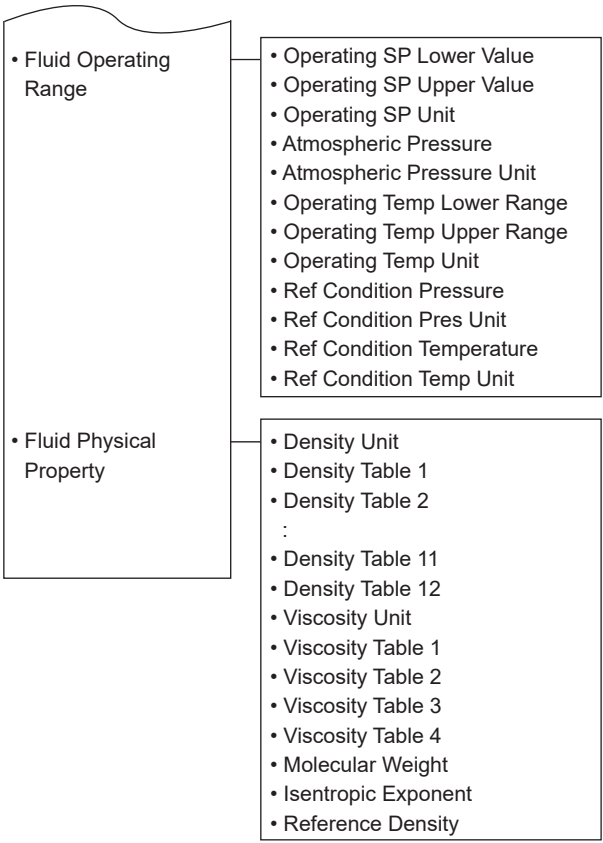 • Fluid Operating
Range
• Operating SP Lower Value
• Operating SP Upper Value
• Operating SP Unit
• Atmospheric Pressure
• Atmospheric Pressure Unit
• Operating Temp Lower Range
• Operating Temp Upper Range
• Operating Temp Unit
• Ref Condition Pressure
• Ref Condition Pres Unit
• Ref Condition Temperature
• Ref Condition Temp Unit
• Fluid Physical
Property
• Density Unit
• Density Table 1
• Density Table 2
:
• Density Table 11
• Density Table 12
• Viscosity Unit
• Viscosity Table 1
• Viscosity Table 2
• Viscosity Table 3
• Viscosity Table 4
• Molecular Weight
• Isentropic Exponent
• Reference Density